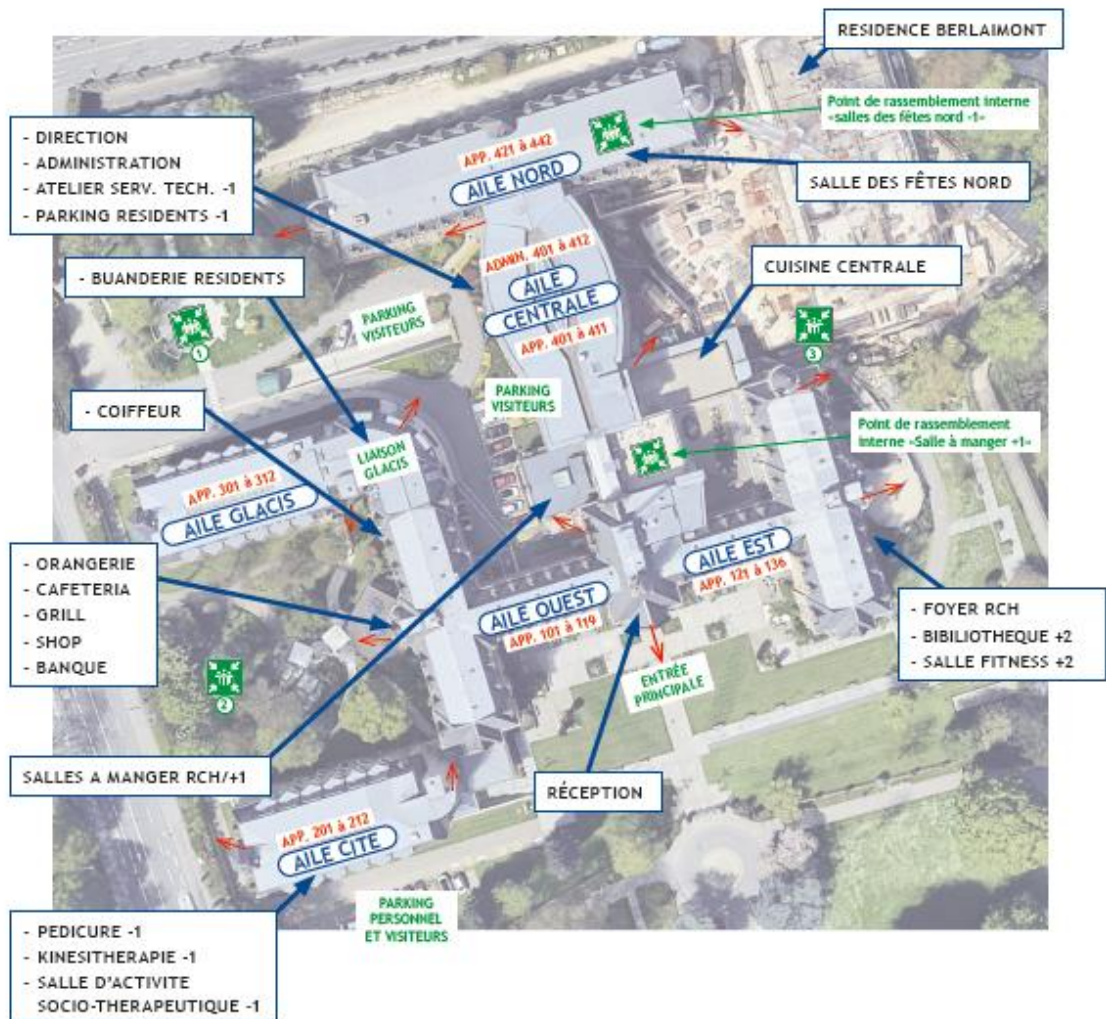 RESIDENCE BERLAIMONT
Point de rassemblement interne
«salles des fêtes nord -1»
- DIRECTION
- ADMINISTRATION
- ATELIER SERV. TECH. -1
- PARKING RESIDENTS -1
APP. 421 à 442
AILE NORD
SALLE DES FÊTES NORD
ADMIN. 401 à 412
AILE
CENTRALE
APP. 401 à 411
CUISINE CENTRALE
- BUANDERIE RESIDENTS
PARKING
VISITEURS
1
3
PARKING
VISITEURS
- COIFFEUR
Point de rassemblement
interne «Salle à manger +1»
LIAISON
GLACIS
APP. 301 à 312
AILE GLACIS
- ORANGERIE
- CAFETERIA
- GRILL
- SHOP
- BANQUE
AILE OUEST
APP. 101 à 119
AILE EST
APP. 121 à 136
- FOYER RCH
- BIBILIOTHEQUE +2
- SALLE FITNESS +2
2
ENTRÉE
PRINCIPALE
SALLES A MANGER RCH/+1
RÉCEPTION
APP. 201 à 212
AILE CITE
PARKING
PERSONNEL
ET VISITEURS
- PEDICURE -1
- KINESITHERAPIE -1
- SALLE D'ACTIVITE
SOCIO-THERAPEUTIQUE -1